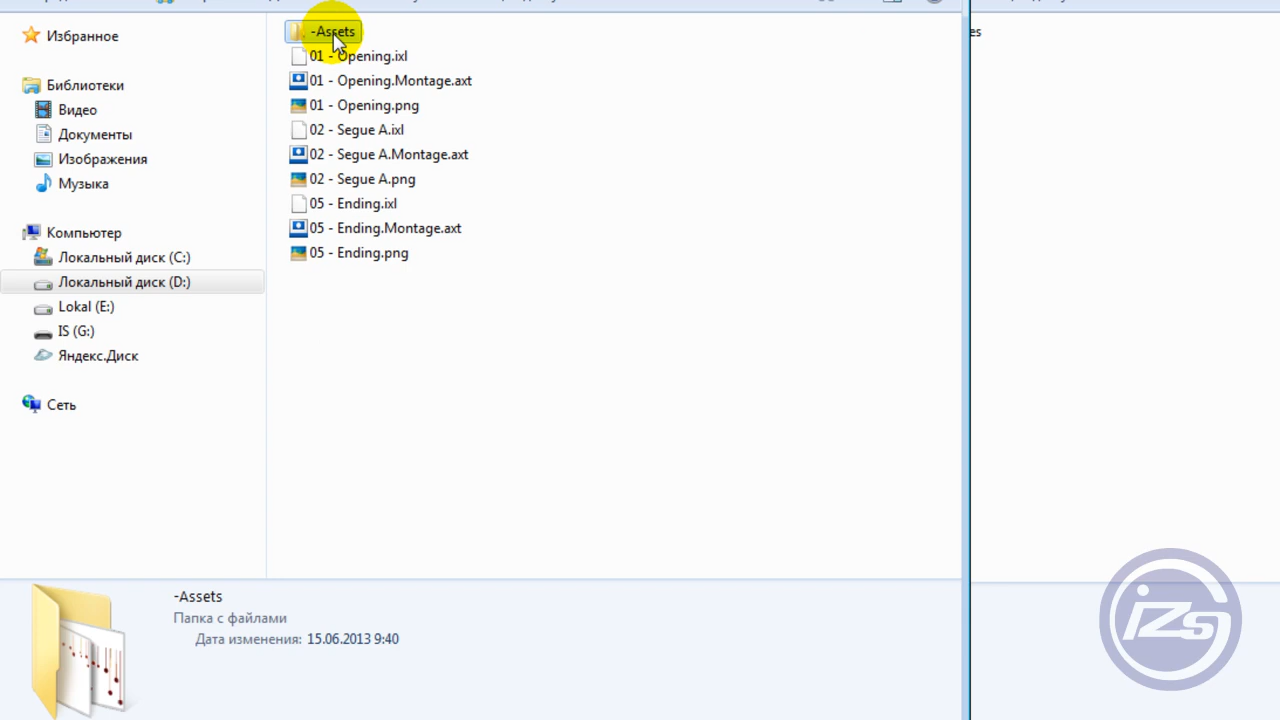 Избранное
Библиотеки
Видео
Документы
Изображения
Музыка
Компьютер
Локальный диск (C:)
Локальный диск (D:)
Lokal (E:)
IS (G:)
Яндекс.Диск
Сеть
-Assets
01 - Opening.ixl
01 - Opening.Montage.axt
01 - Opening.png
02 - Segue A.ixl
02 - Segue A.Montage.axt
02 - Segue A.png
05 - Ending.ixl
05 - Ending.Montage.axt
05 - Ending.png
es
-Assets
Папка с файлами
Дата изменения: 15.06.2013 9:40
iZS